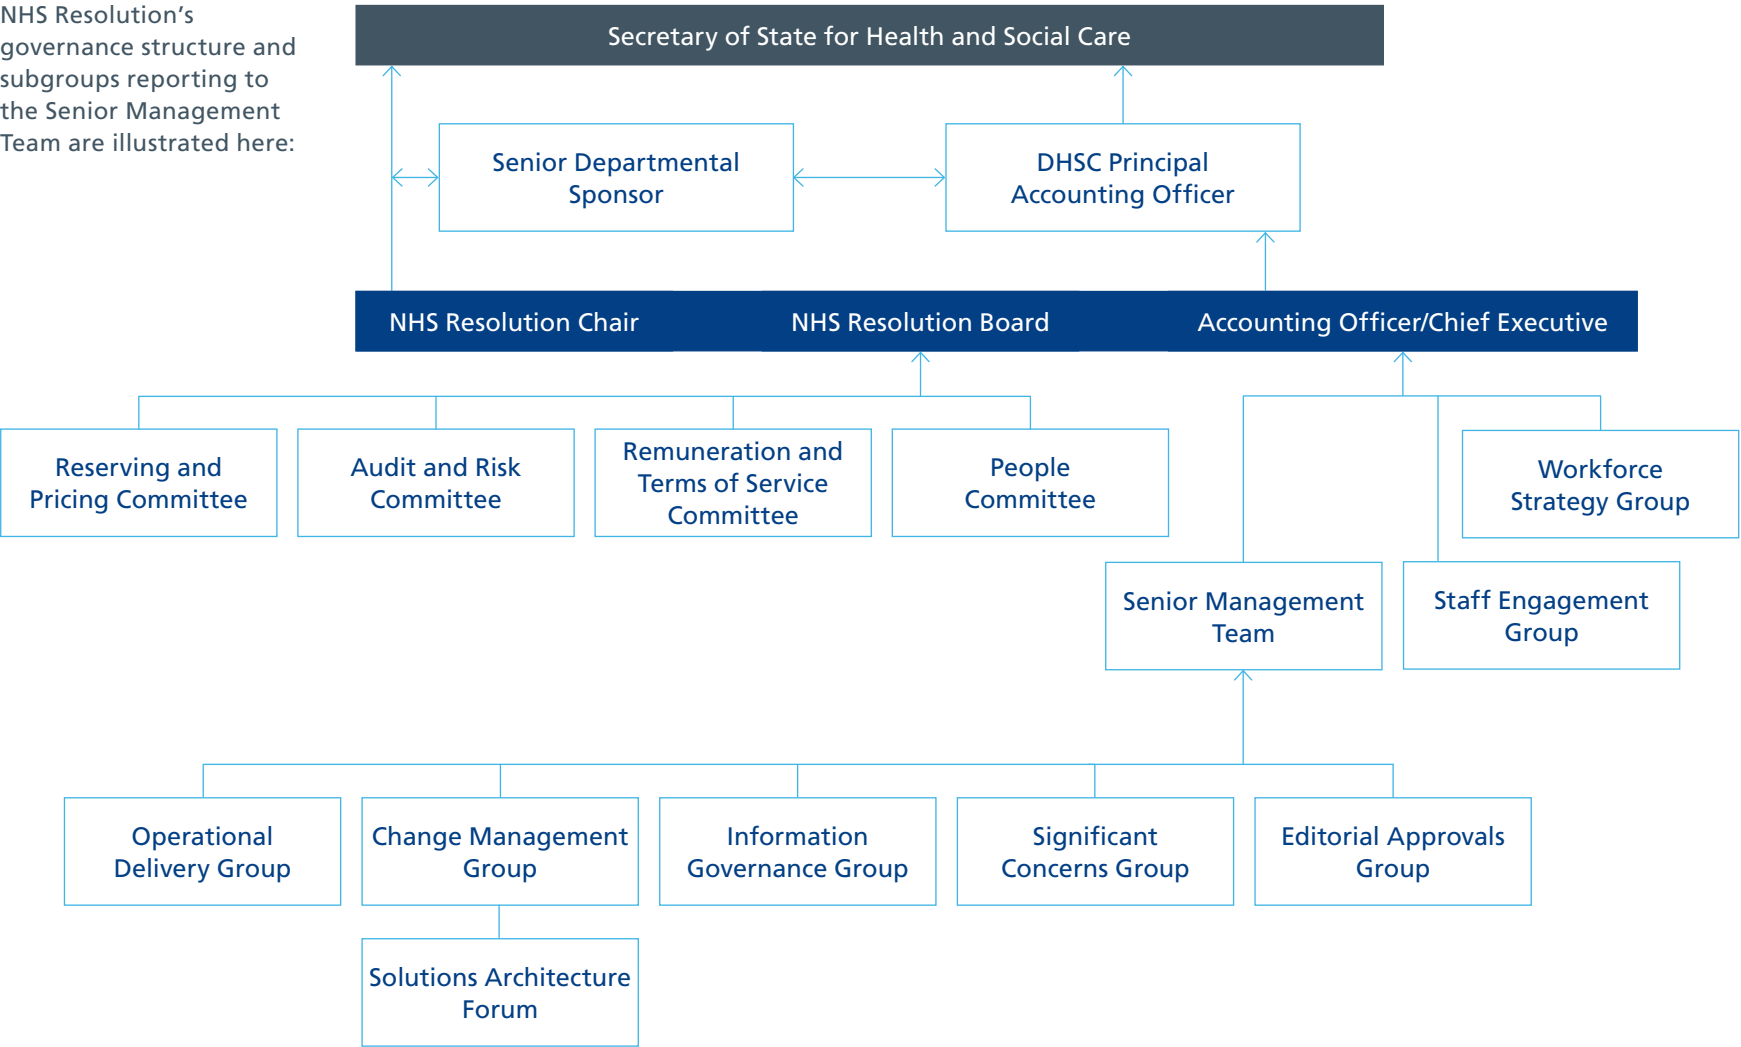 NHS Resolution’s
governance structure and
subgroups reporting to
the Senior Management
Team are illustrated here:
Secretary of State for Health and Social Care
Senior Departmental
Sponsor
DHSC Principal
Accounting Officer
NHS Resolution Chair
NHS Resolution Board
Accounting Officer/Chief Executive
Reserving and
Pricing Committee
Audit and Risk
Committee
Remuneration and
Terms of Service
Committee
People
Committee
Workforce
Strategy Group
Senior Management
Team
Staff Engagement
Group
Operational
Delivery Group
Change Management
Group
Information
Governance Group
Significant
Concerns Group
Editorial Approvals
Group
Solutions Architecture
Forum